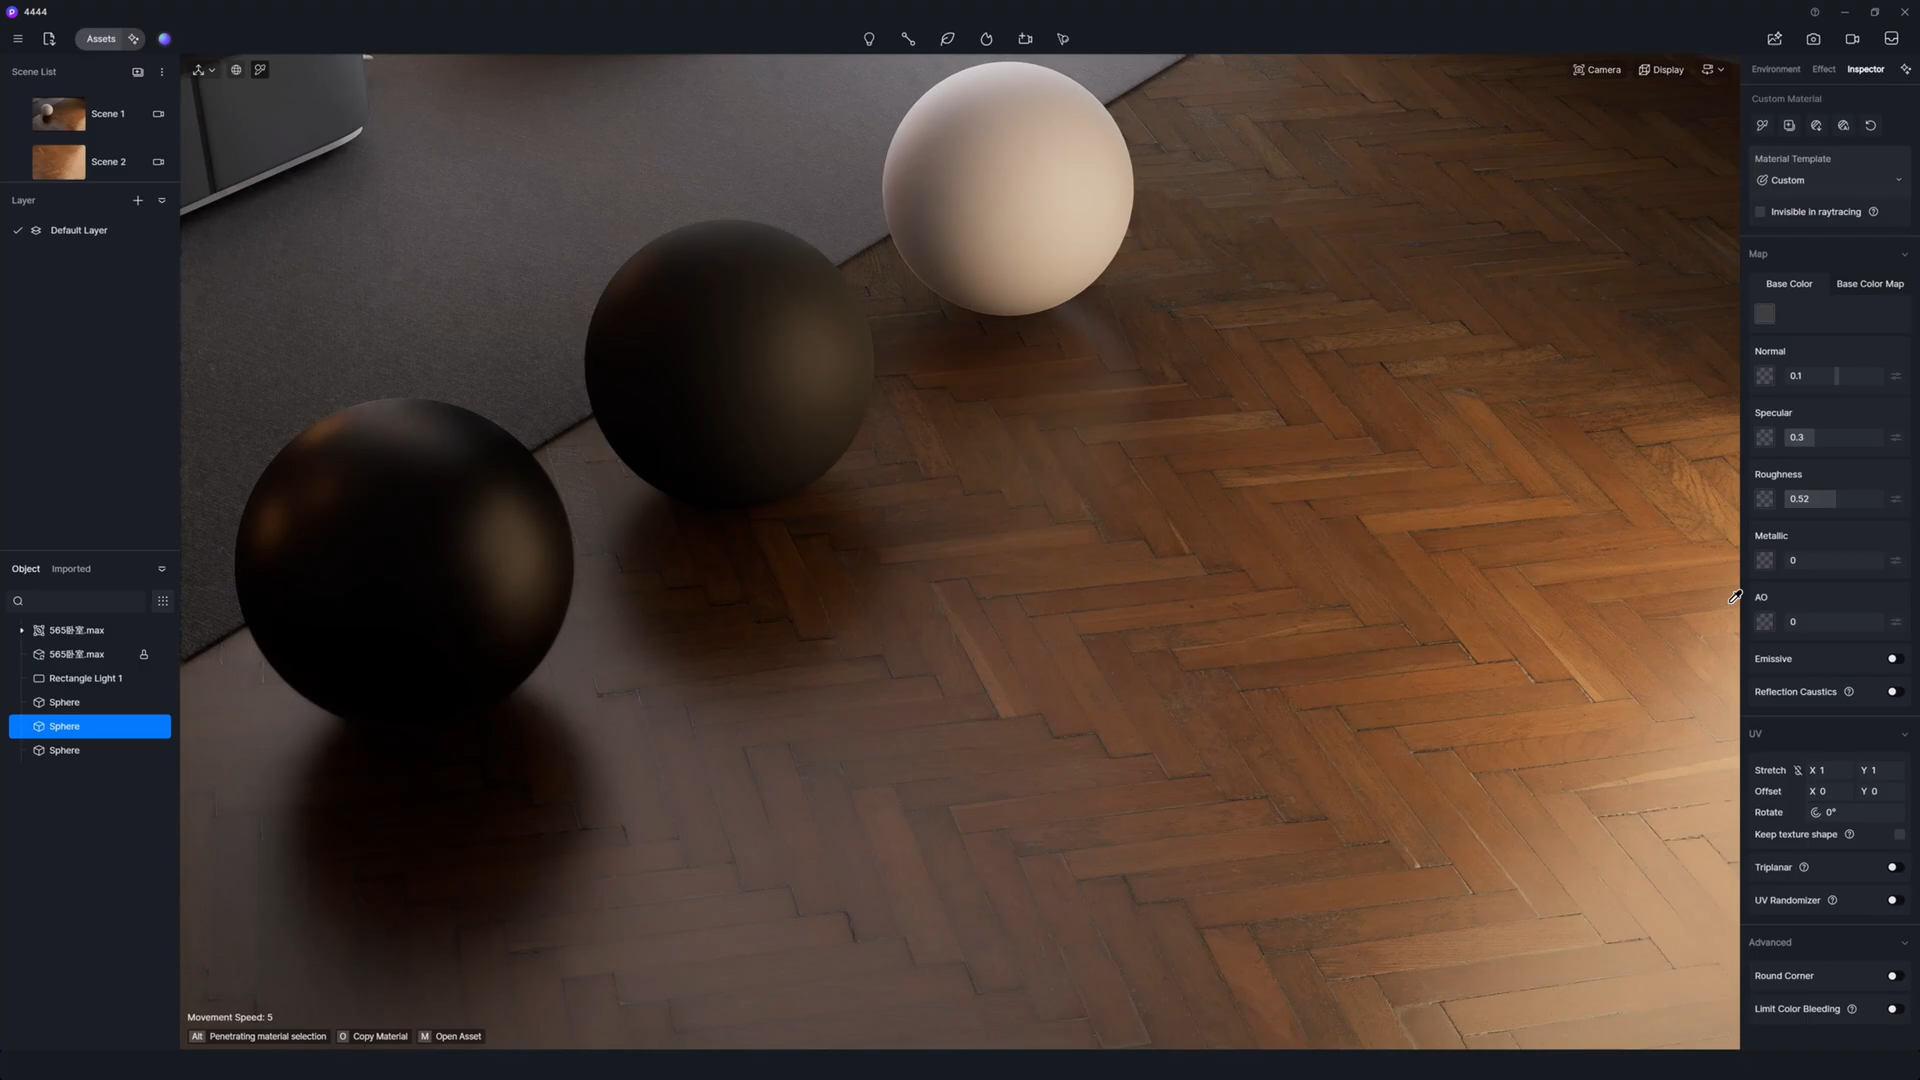 4444
Assets
Scene List
Scene 1
Scene 2
Layer
Default Layer
Object Imported
565卧室.max
565卧室.max
Rectangle Light 1
Sphere
Sphere
Sphere
Camera Display
Movement Speed: 5
Alt Penetrating material selection O Copy Material M Open Asset
Environment Effect Inspector
Custom Material
Material Template
Custom
Invisible in raytracing
Map
Base Color Base Color Map
Normal
0.1
Specular
0.3
Roughness
0.52
Metallic
0
AO
0
Emissive
Reflection Caustics
UV
Stretch X 1 Y 1
Offset X 0 Y 0
Rotate 0°
Keep texture shape
Triplanar
UV Randomizer
Advanced
Round Corner
Limit Color Bleeding